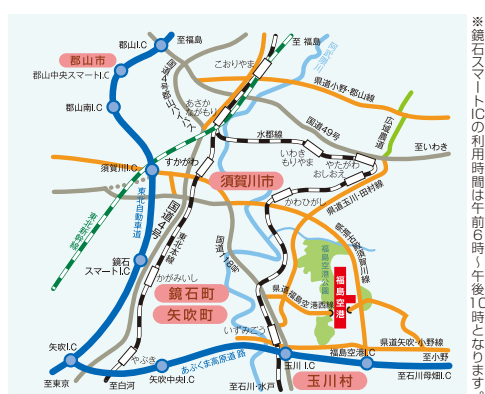 ※鏡石スマートICの利用時間は午前6時～午後10時となります。
郡山I.C
至福島
至 福島
郡山市
郡山中央スマートI.C
こおりやま
阿武隈川
郡山南I.C
国道4号
あさか
ながもり
県道小野・郡山線
国道49号
広域農道
水郡線
至いわき
すかがわ
いわき
もりやま
やたがわ
おしおえ
須賀川I.C
須賀川市
かわひがし
県道玉川・田村線
東北新幹線
東北自動車道
国道4号
東北本線
国道118号
福島空港公園
福島空港
鏡石
スマートI.C
かがみいし
鏡石町
矢吹町
県道福島空港西線
いずみごう
県道矢吹・小野線
矢吹I.C
やぶき
あぶくま高原道路
至小野
矢吹中央I.C
玉川I.C
福島空港I.C
至東京
至白河
至石川・水戸
玉川村
至石川母畑I.C